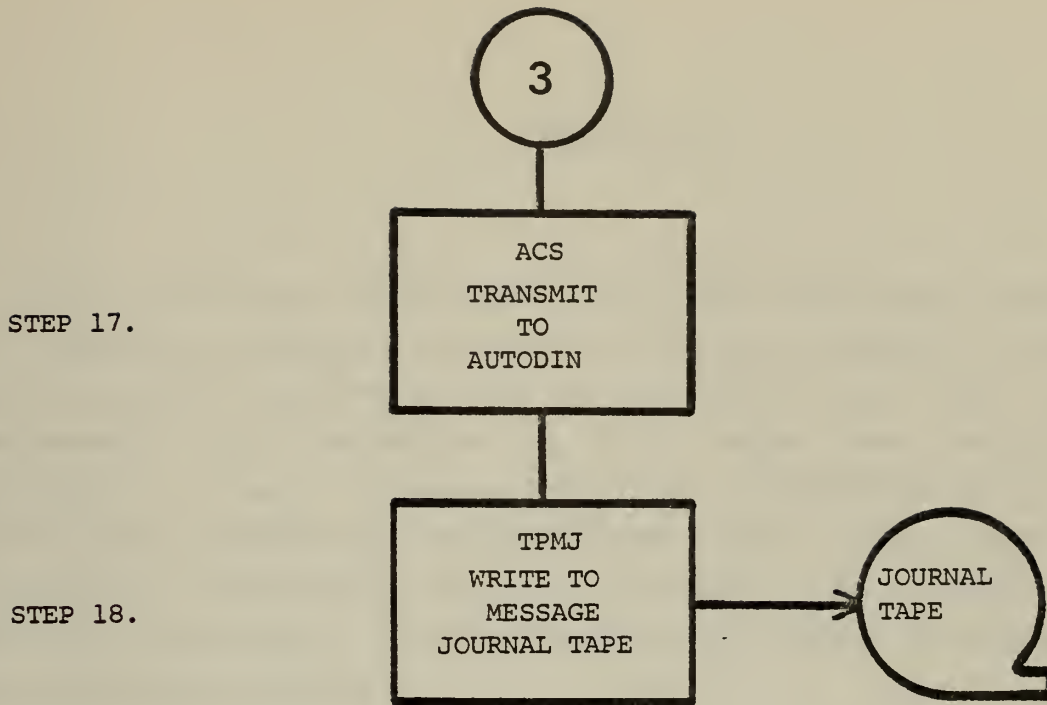 3
ACS
TRANSMIT
TO
AUTODIN
STEP 17.
TPMJ
WRITE TO
MESSAGE
JOURNAL TAPE
STEP 18.
JOURNAL
TAPE